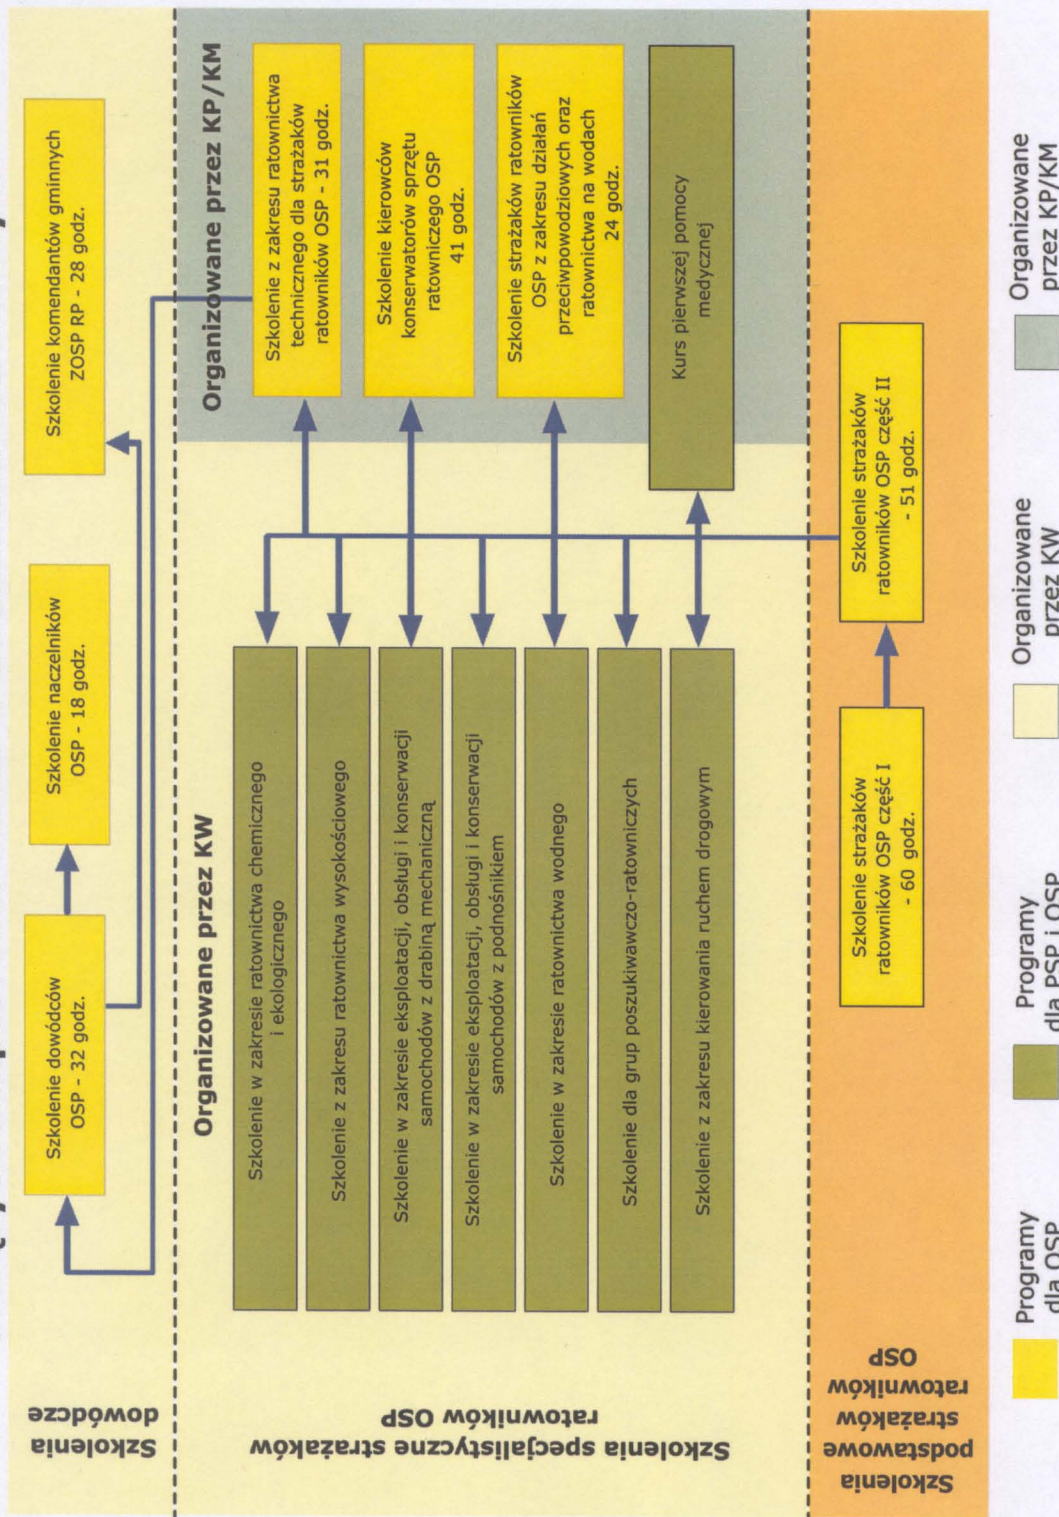 Szkolenia
dowódcze
Szkolenie dowódców
OSP - 32 godz.
Szkolenie naczelników
OSP - 18 godz.
Szkolenie komendantów gminnych
ZOSP RP - 28 godz.
Szkolenia specjalistyczne strażaków
ratowników OSP
Organizowane przez KW
Szkolenie w zakresie ratownictwa chemicznego
i ekologicznego
Szkolenie z zakresu ratownictwa wysokościowego
Szkolenie w zakresie eksploatacji, obsługi i konserwacji
samochodów z drabiną mechaniczną
Szkolenie w zakresie eksploatacji, obsługi i konserwacji
samochodów z podnośnikiem
Szkolenie w zakresie ratownictwa wodnego
Szkolenie dla grup poszukiwawczo-ratowniczych
Szkolenie z zakresu kierowania ruchem drogowym
Organizowane przez KP/KM
Szkolenie z zakresu ratownictwa
technicznego dla strażaków
ratowników OSP - 31 godz.
Szkolenie kierowców
konserwatorów sprzętu
ratowniczego OSP
41 godz.
Szkolenie strażaków ratowników
OSP z zakresu działań
przeciwpowodziowych oraz
ratownictwa na wodach
24 godz.
Kurs pierwszej pomocy
medycznej
Szkolenia
podstawowe
strażaków
ratowników
OSP
Szkolenie strażaków
ratowników OSP część I
- 60 godz.
Szkolenie strażaków
ratowników OSP część II
- 51 godz.
Programy
dla OSP
Programy
dla PSP i OSP
Organizowane
przez KW
Organizowane
przez KP/KM